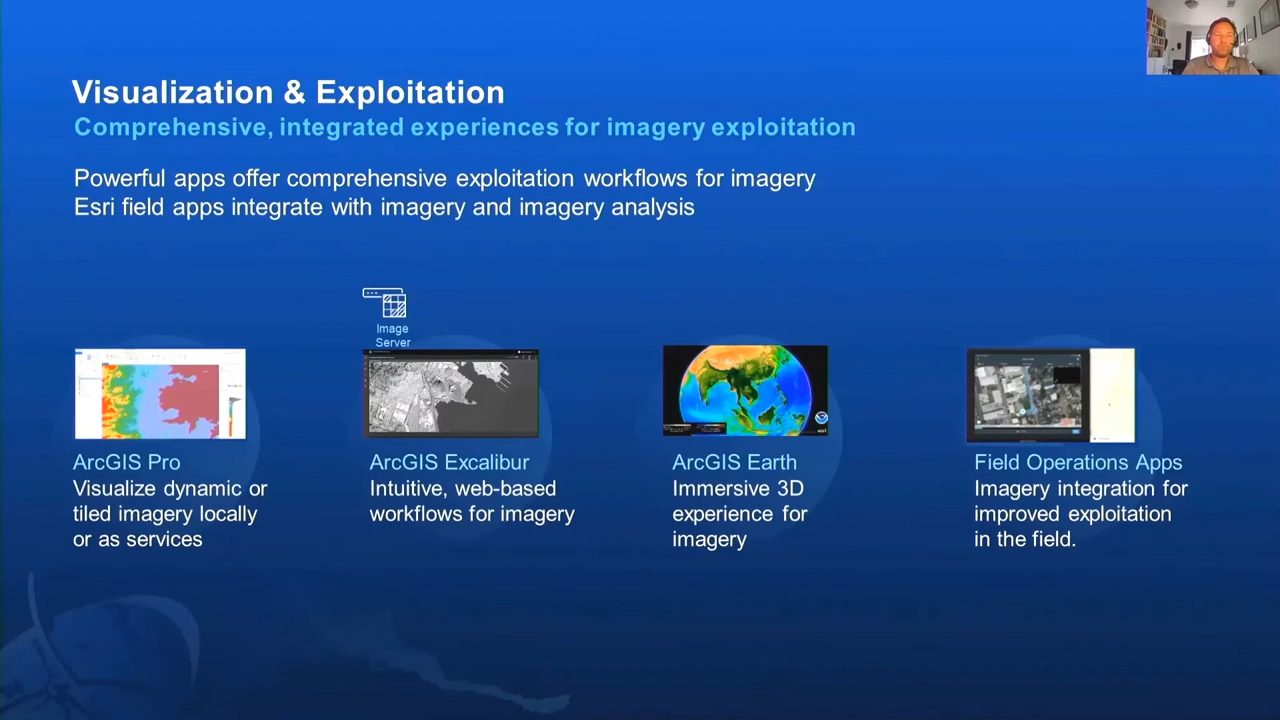 Visualization & Exploitation
Comprehensive, integrated experiences for imagery exploitation
Powerful apps offer comprehensive exploitation workflows for imagery
Esri field apps integrate with imagery and imagery analysis
Image
Server
ArcGIS Pro
Visualize dynamic or
tiled imagery locally
or as services
ArcGIS Excalibur
Intuitive, web-based
workflows for imagery
esri
ArcGIS Earth
Immersive 3D
experience for
imagery
Field Operations Apps
Imagery integration for
improved exploitation
in the field.